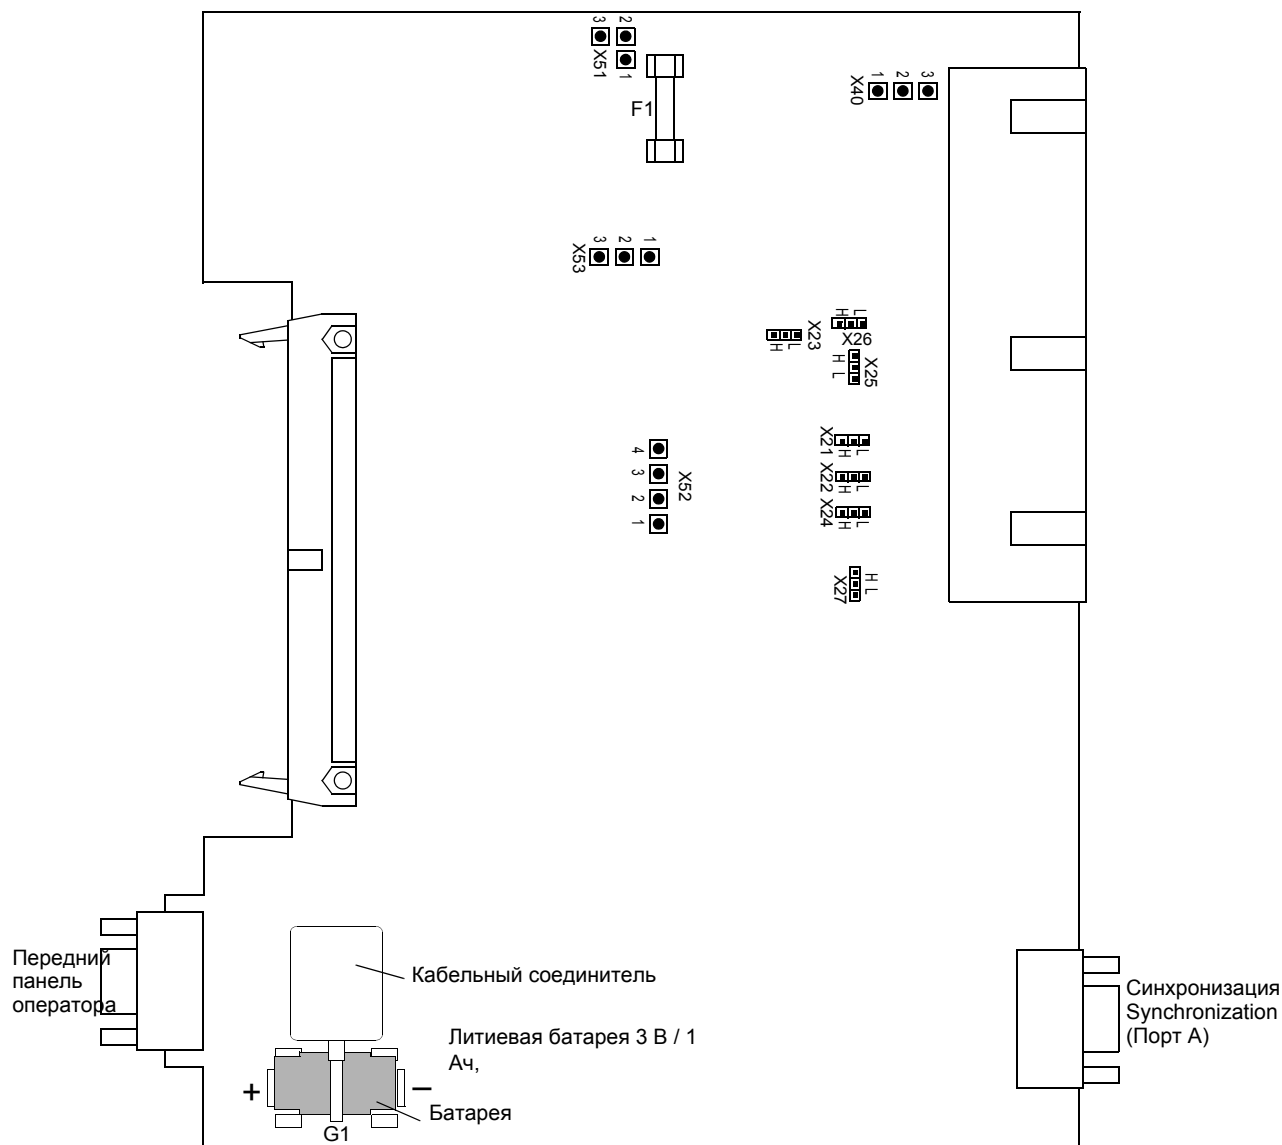 3 2
X51
1
F1
1 2 3
X40
3 2 1
X53
H L
X26
H L
X23
H L
X25
X21
H L
X22
H L
X24
H L
4
3
2
1
X52
X27
H L
Передний
панель
оператора
Кабельный соединитель
Литиевая батарея 3 В / 1
Ач,
+
−
Батарея
G1
Синхронизация
Synchronization
(Порт А)